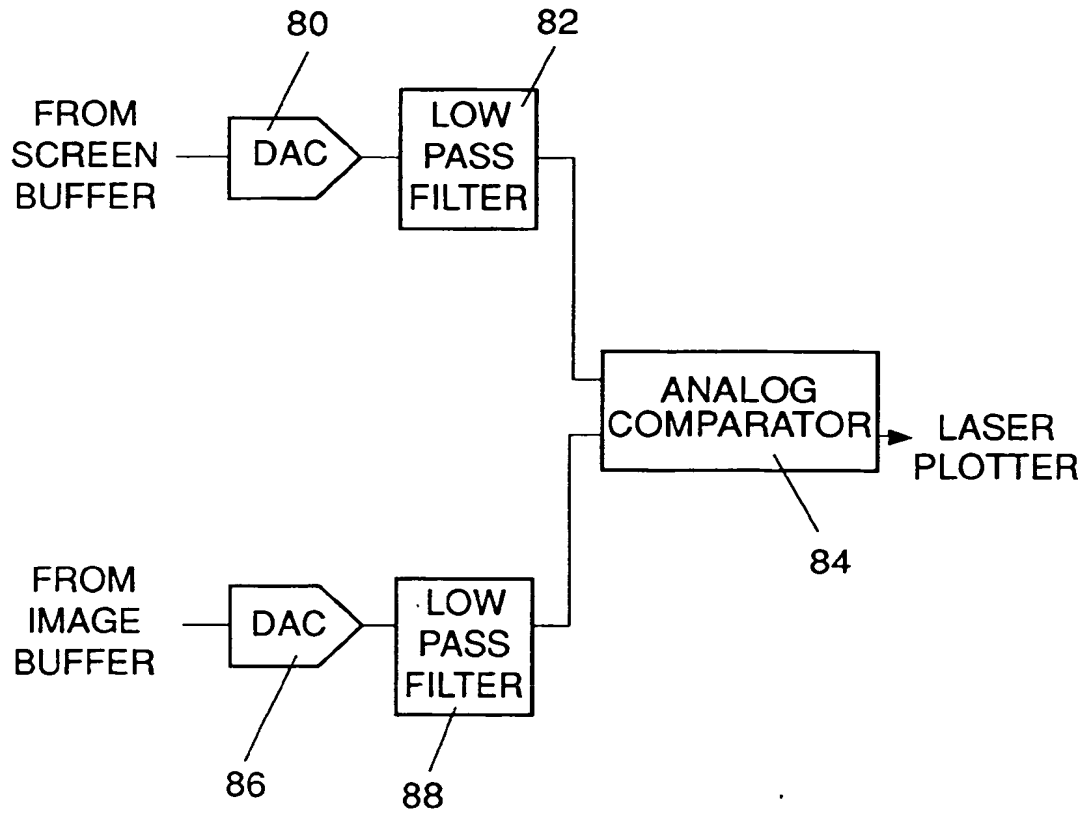 80
82
FROM
SCREEN
BUFFER
DAC
LOW
PASS
FILTER
ANALOG
COMPARATOR
LASER
PLOTTER
84
FROM
IMAGE
BUFFER
DAC
LOW
PASS
FILTER
86
88